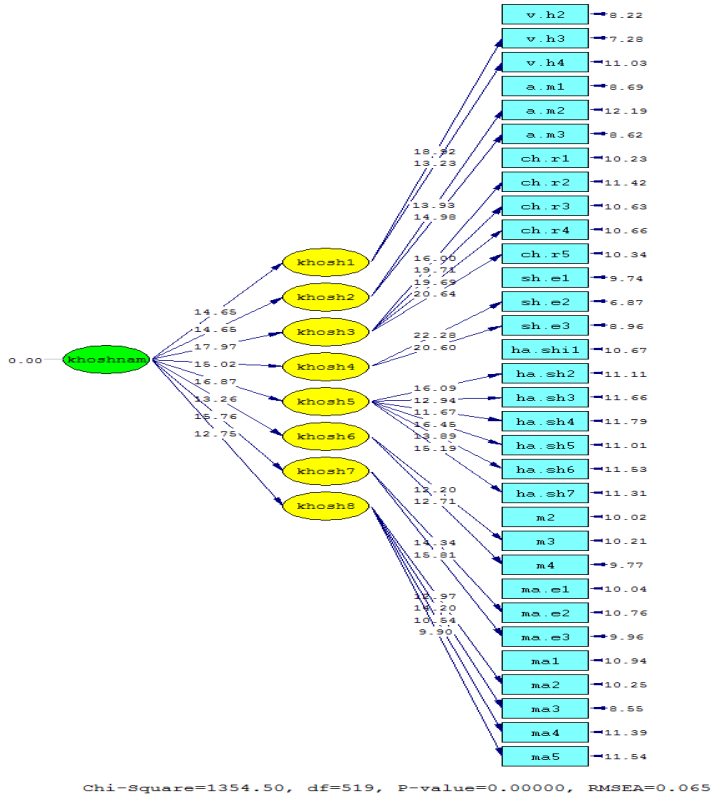 0.00
khoshnam
14.65
14.65
17.97
15.02
16.87
13.26
15.76
12.75
khosh1
khosh2
khosh3
khosh4
khosh5
khosh6
khosh7
khosh8
18.92
13.23
13.93
14.98
16.00
19.71
19.69
20.64
22.28
20.60
16.09
12.94
11.67
16.45
13.89
15.19
12.20
12.71
14.34
15.81
12.97
14.20
10.54
9.90
v.h2 8.22
v.h3 7.28
v.h4 11.03
a.m1 8.69
a.m2 12.19
a.m3 8.62
ch.r1 10.23
ch.r2 11.42
ch.r3 10.63
ch.r4 10.66
ch.r5 10.34
sh.e1 9.74
sh.e2 6.87
sh.e3 8.96
ha.shi1 10.67
ha.sh2 11.11
ha.sh3 11.66
ha.sh4 11.79
ha.sh5 11.01
ha.sh6 11.53
ha.sh7 11.31
m2 10.02
m3 10.21
m4 9.77
ma.e1 10.04
ma.e2 10.76
ma.e3 9.96
ma1 10.94
ma2 10.25
ma3 8.55
ma4 11.39
ma5 11.54
Chi-Square=1354.50, df=519, P-value=0.00000, RMSEA=0.065